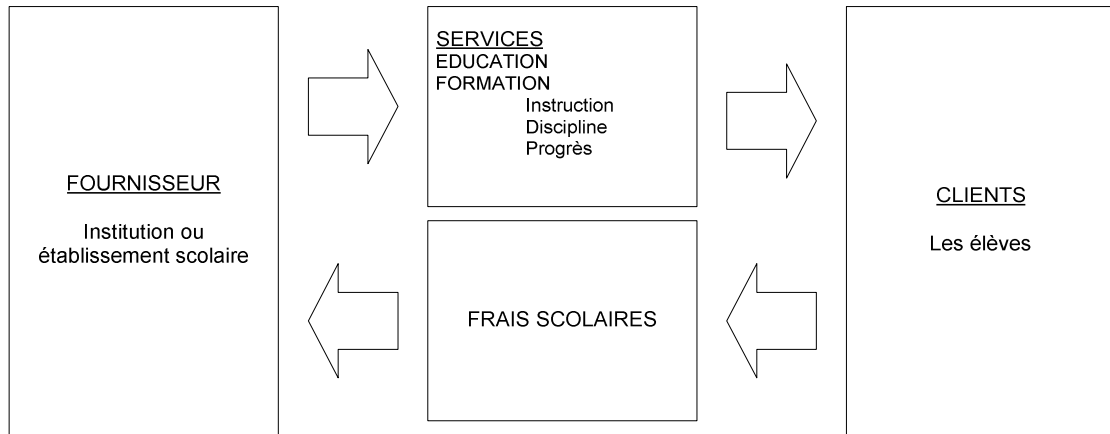 FOURNISSEUR
Institution ou
établissement scolaire
SERVICES
EDUCATION
FORMATION
Instruction
Discipline
Progrès
FRAIS SCOLAIRES
CLIENTS
Les élèves